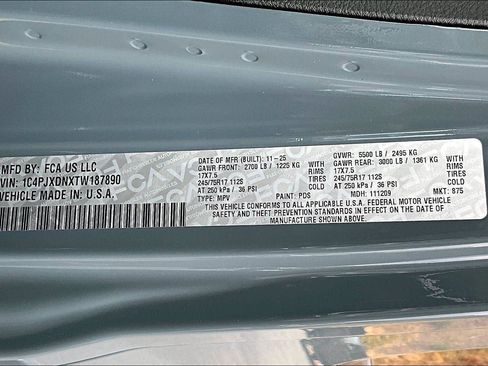 MFD BY: FCA US LLC
VIN: 1C4PJXDNXTW187890
VEHICLE MADE IN: U.S.A.
DATE OF MFR (BUILT): 11-25
GAWR FRONT: 2700 LB / 1225 KG
17X7.5
245/75R17 112S
AT 250 kPa / 36 PSI
TYPE: MPV PAINT: PDS
WITH
RIMS
TIRES
COLD
GVWR: 5500 LB / 2495 KG
GAWR REAR: 3000 LB / 1361 KG
17X7.5
245/75R17 112S
AT 250 kPa / 36 PSI
MDH: 111209 MKT: 875
WITH
RIMS
TIRES
COLD
THIS VEHICLE CONFORMS TO ALL APPLICABLE U.S.A. FEDERAL MOTOR VEHICLE
SAFETY, BUMPER, AND THEFT PREVENTION STANDARDS IN EFFECT ON THE DATE OF
MANUFACTURE SHOWN ABOVE.